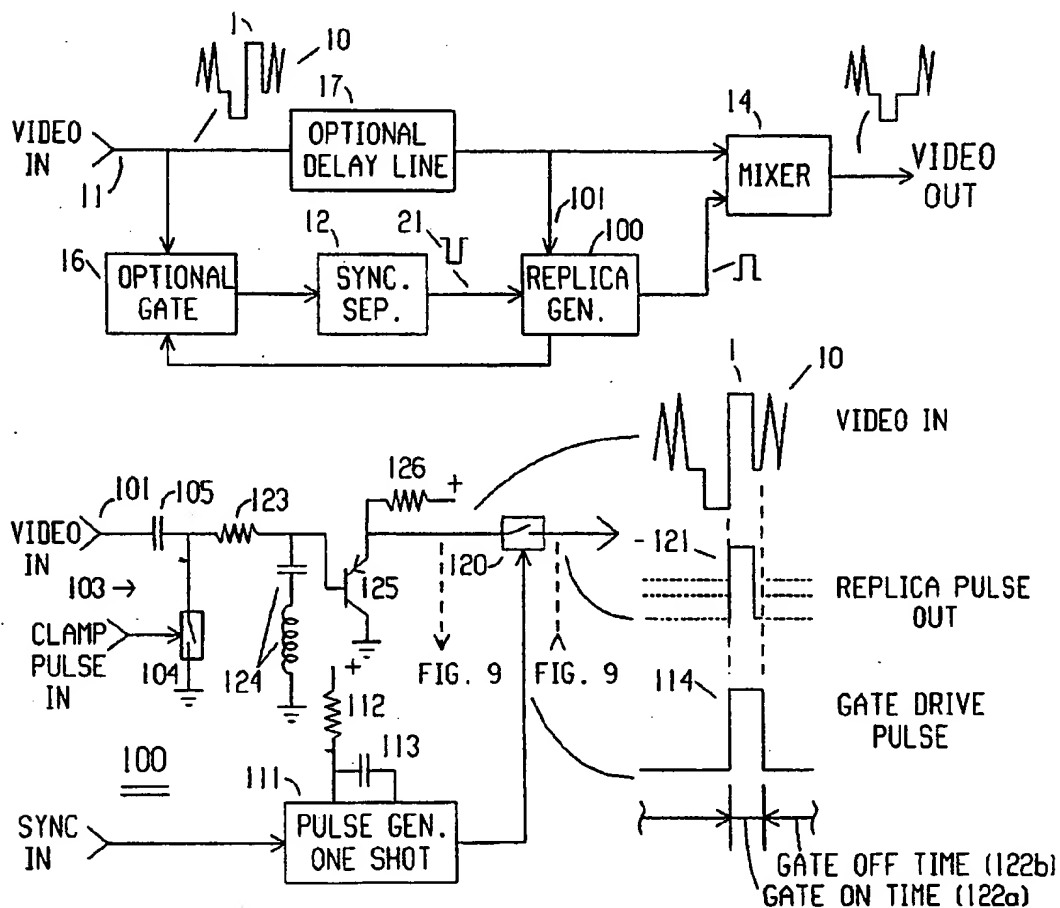 1
10
17
14
VIDEO
IN
11
OPTIONAL
DELAY LINE
MIXER
VIDEO
OUT
101
16
12
21
100
OPTIONAL
GATE
SYNC.
SEP.
REPLICA
GEN.
1
10
VIDEO IN
126
+
101
105
123
VIDEO
IN
120
121
125
REPLICA PULSE
OUT
103
CLAMP
PULSE
IN
104
124
+
FIG. 9
FIG. 9
112
114
GATE DRIVE
PULSE
113
100
111
SYNC
IN
PULSE GEN.
ONE SHOT
GATE OFF TIME (122b)
GATE ON TIME (122a)